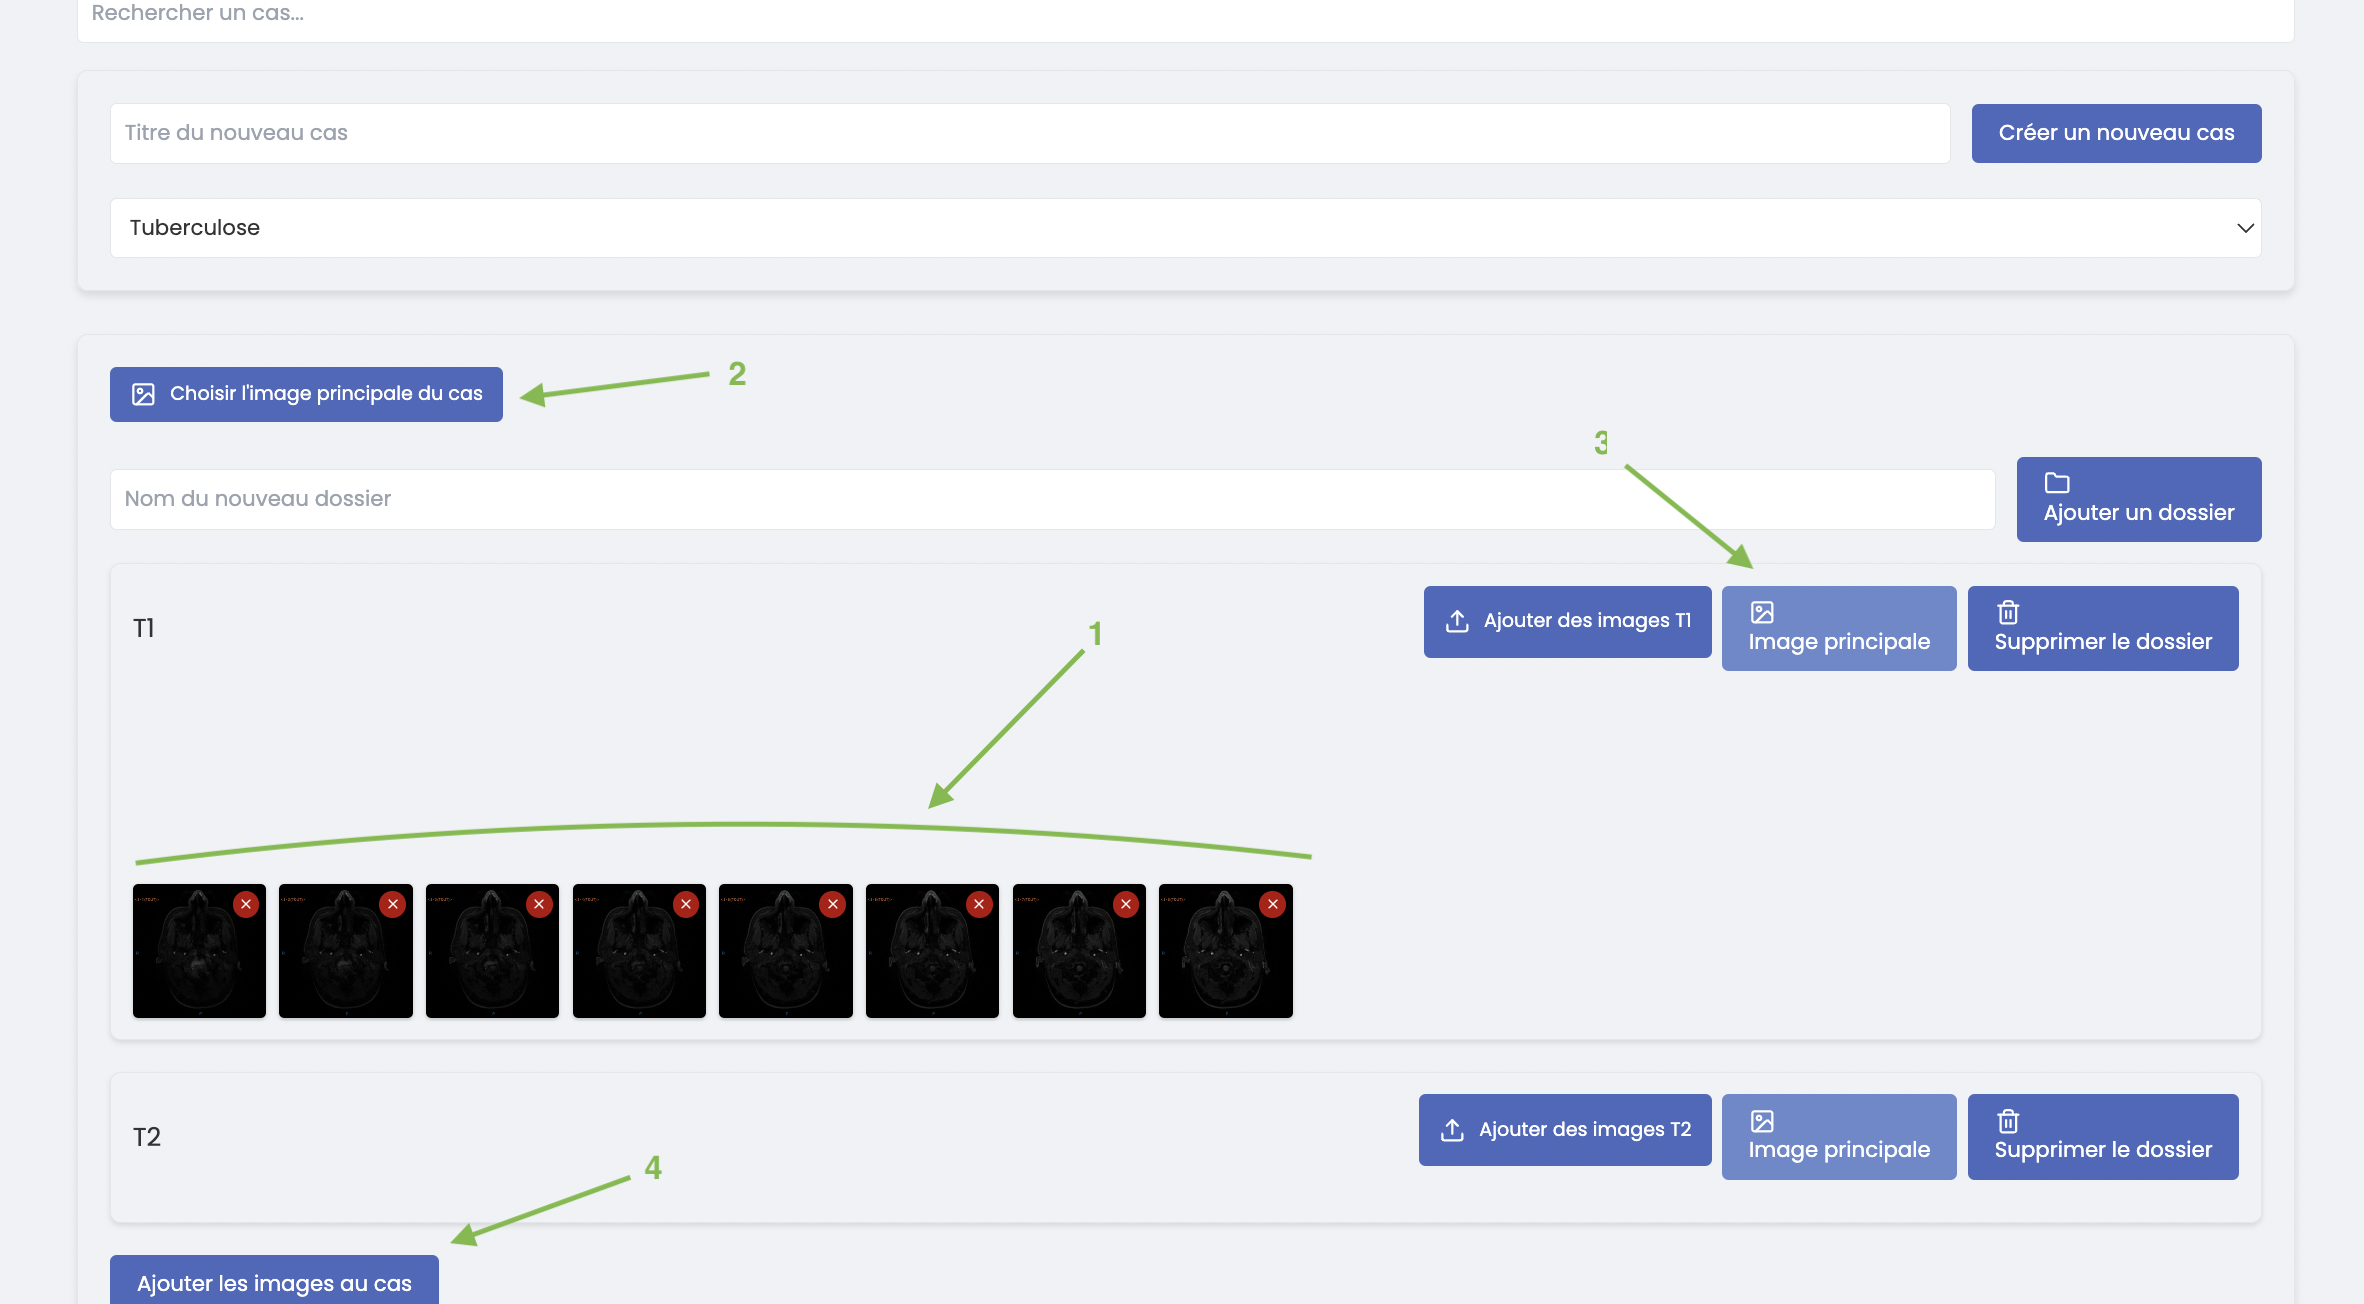 Rechercher un cas...
Titre du nouveau cas
Créer un nouveau cas
Tuberculose
Choisir l'image principale du cas
2
3
Nom du nouveau dossier
Ajouter un dossier
T1
1
Ajouter des images T1
Image principale
Supprimer le dossier
T2
Ajouter des images T2
Image principale
Supprimer le dossier
4
Ajouter les images au cas